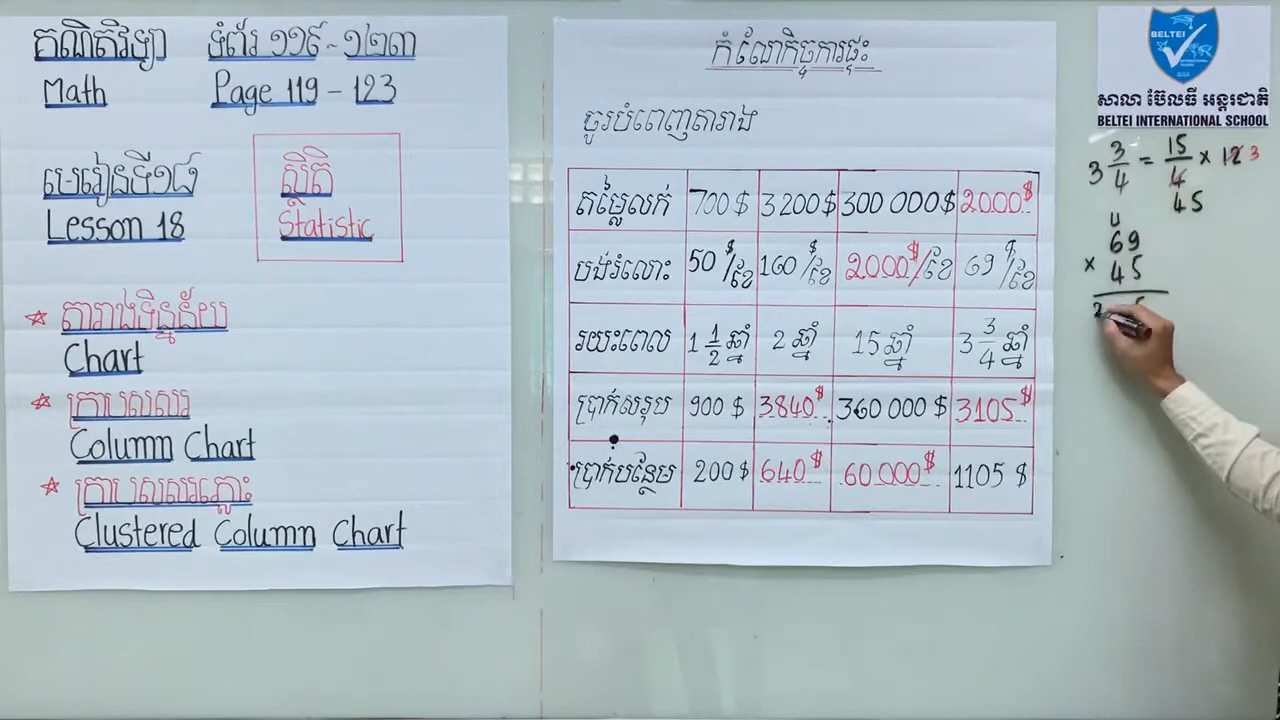 គណិតវិទ្យា ទំព័រ ១១៩ - ១២៣
Math Page 119 - 123
មេរៀនទី១៨
Lesson 18
ស្ថិតិ
Statistic
តារាងទិន្នន័យ
Chart
ក្រាបសសរ
Column Chart
ក្រាបសសរភ្លោះ
Clustered Column Chart
កំណែកិច្ចការផ្ទះ
ចូរបំពេញតារាង
តម្លៃលក់ 700 $ 3 200 $ 300 000 $ 2000 $
បង់រំលោះ 50 $/ខែ 160 $/ខែ 2000 $/ខែ 69 $/ខែ
រយះពេល 1 1/2 ឆ្នាំ 2 ឆ្នាំ 15 ឆ្នាំ 3 3/4 ឆ្នាំ
ប្រាក់សរុប 900 $ 3840 $ 360 000 $ 3105 $
ប្រាក់បន្ថែម 200 $ 640 $ 60 000 $ 1105 $
BELTEI
INTERNATIONAL
SCHOOL
សាលា ប៊ែលធី អន្តរជាតិ
BELTEI INTERNATIONAL SCHOOL
3 3/4 = 15/4 × 12 3
45
4
69
× 45